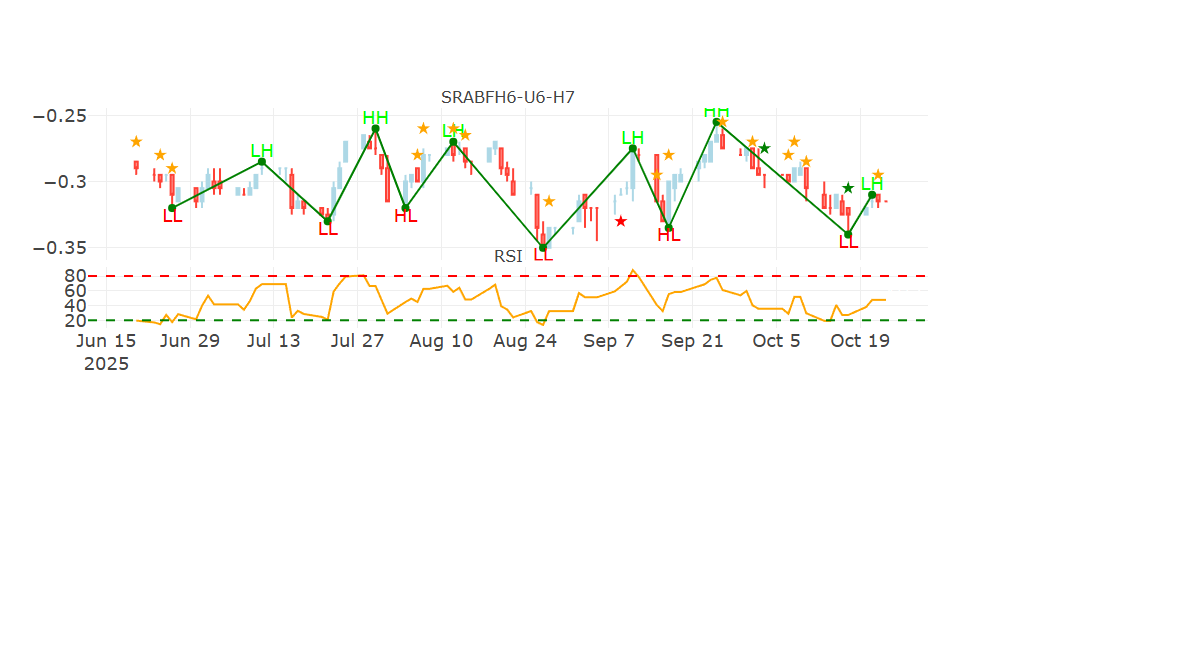 SRABFH6-U6-H7
−0.25
−0.3
−0.35
HH
HH
LH
LH
LH
LH
LL
LL
HL
LL
HL
LL
RSI
80
60
40
20
Jun 15
2025
Jun 29
Jul 13
Jul 27
Aug 10
Aug 24
Sep 7
Sep 21
Oct 5
Oct 19